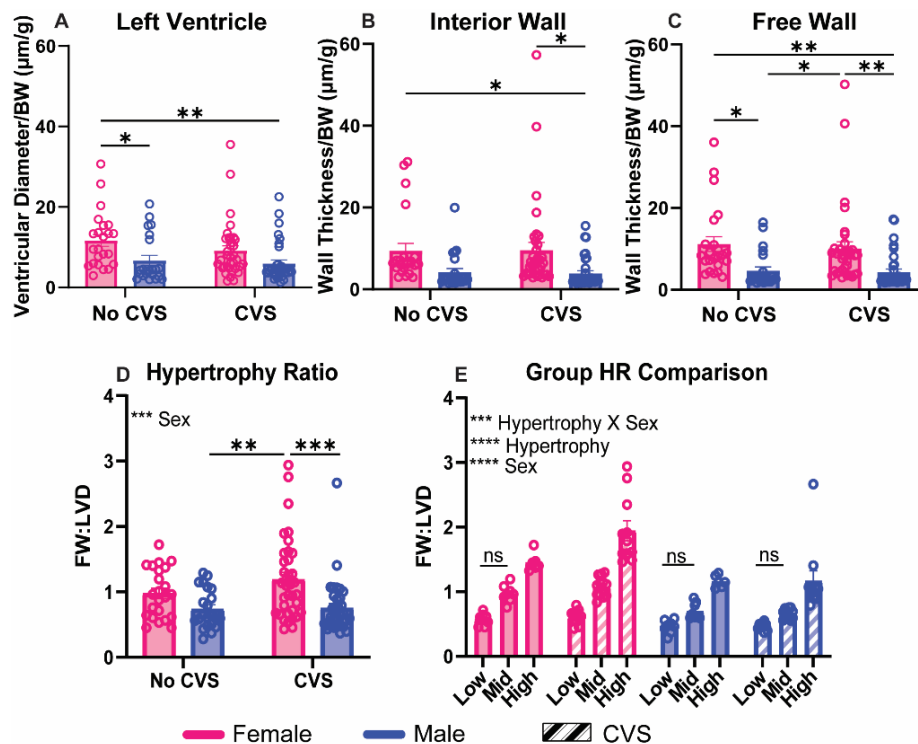 A Left Ventricle
Ventricular Diameter/BW (μm/g)
60
40
20
0
*
**
No CVS
CVS
B Interior Wall
Wall Thickness/BW (μm/g)
60
40
20
0
*
*
No CVS
CVS
C Free Wall
Wall Thickness/BW (μm/g)
60
40
20
0
**
*
**
*
No CVS
CVS
D Hypertrophy Ratio
FW:LVD
4
3
2
1
0
*** Sex
**
***
No CVS
CVS
E Group HR Comparison
FW:LVD
4
3
2
1
0
*** Hypertrophy X Sex
**** Hypertrophy
**** Sex
ns
ns
ns
Low
Mid
High
Low
Mid
High
Low
Mid
High
Low
Mid
High
Female
Male
CVS